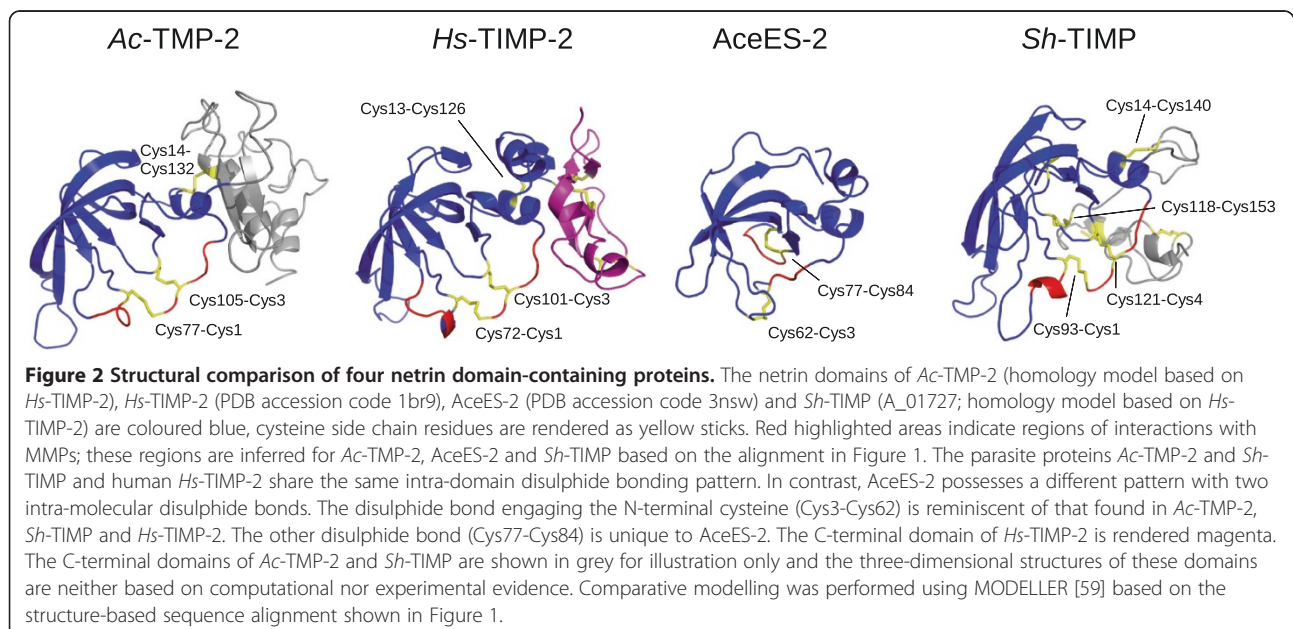 Ac-TMP-2
Hs-TIMP-2
AceES-2
Sh-TIMP
Cys14-
Cys132
Cys105-Cys3
Cys77-Cys1
Cys13-Cys126
Cys101-Cys3
Cys72-Cys1
Cys77-Cys84
Cys62-Cys3
Cys14-Cys140
Cys118-Cys153
Cys121-Cys4
Cys93-Cys1
Figure 2 Structural comparison of four netrin domain-containing proteins. The netrin domains of Ac-TMP-2 (homology model based on
Hs-TIMP-2), Hs-TIMP-2 (PDB accession code 1br9), AceES-2 (PDB accession code 3nsw) and Sh-TIMP (A_01727; homology model based on Hs-
TIMP-2) are coloured blue, cysteine side chain residues are rendered as yellow sticks. Red highlighted areas indicate regions of interactions with
MMPs; these regions are inferred for Ac-TMP-2, AceES-2 and Sh-TIMP based on the alignment in Figure 1. The parasite proteins Ac-TMP-2 and Sh-
TIMP and human Hs-TIMP-2 share the same intra-domain disulphide bonding pattern. In contrast, AceES-2 possesses a different pattern with two
intra-molecular disulphide bonds. The disulphide bond engaging the N-terminal cysteine (Cys3-Cys62) is reminiscent of that found in Ac-TMP-2,
Sh-TIMP and Hs-TIMP-2. The other disulphide bond (Cys77-Cys84) is unique to AceES-2. The C-terminal domain of Hs-TIMP-2 is rendered magenta.
The C-terminal domains of Ac-TMP-2 and Sh-TIMP are shown in grey for illustration only and the three-dimensional structures of these domains
are neither based on computational nor experimental evidence. Comparative modelling was performed using MODELLER [59] based on the
structure-based sequence alignment shown in Figure 1.